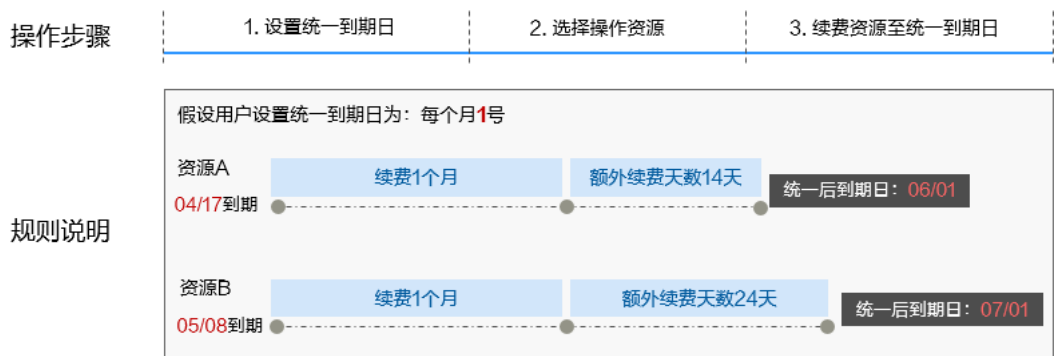 操作步骤
1. 设置统一到期日
2. 选择操作资源
3. 续费资源至统一到期日
规则说明
假设用户设置统一到期日为：每个月1号
资源A
续费1个月
额外续费天数14天
04/17到期
统一后到期日：06/01
资源B
续费1个月
额外续费天数24天
05/08到期
统一后到期日：07/01